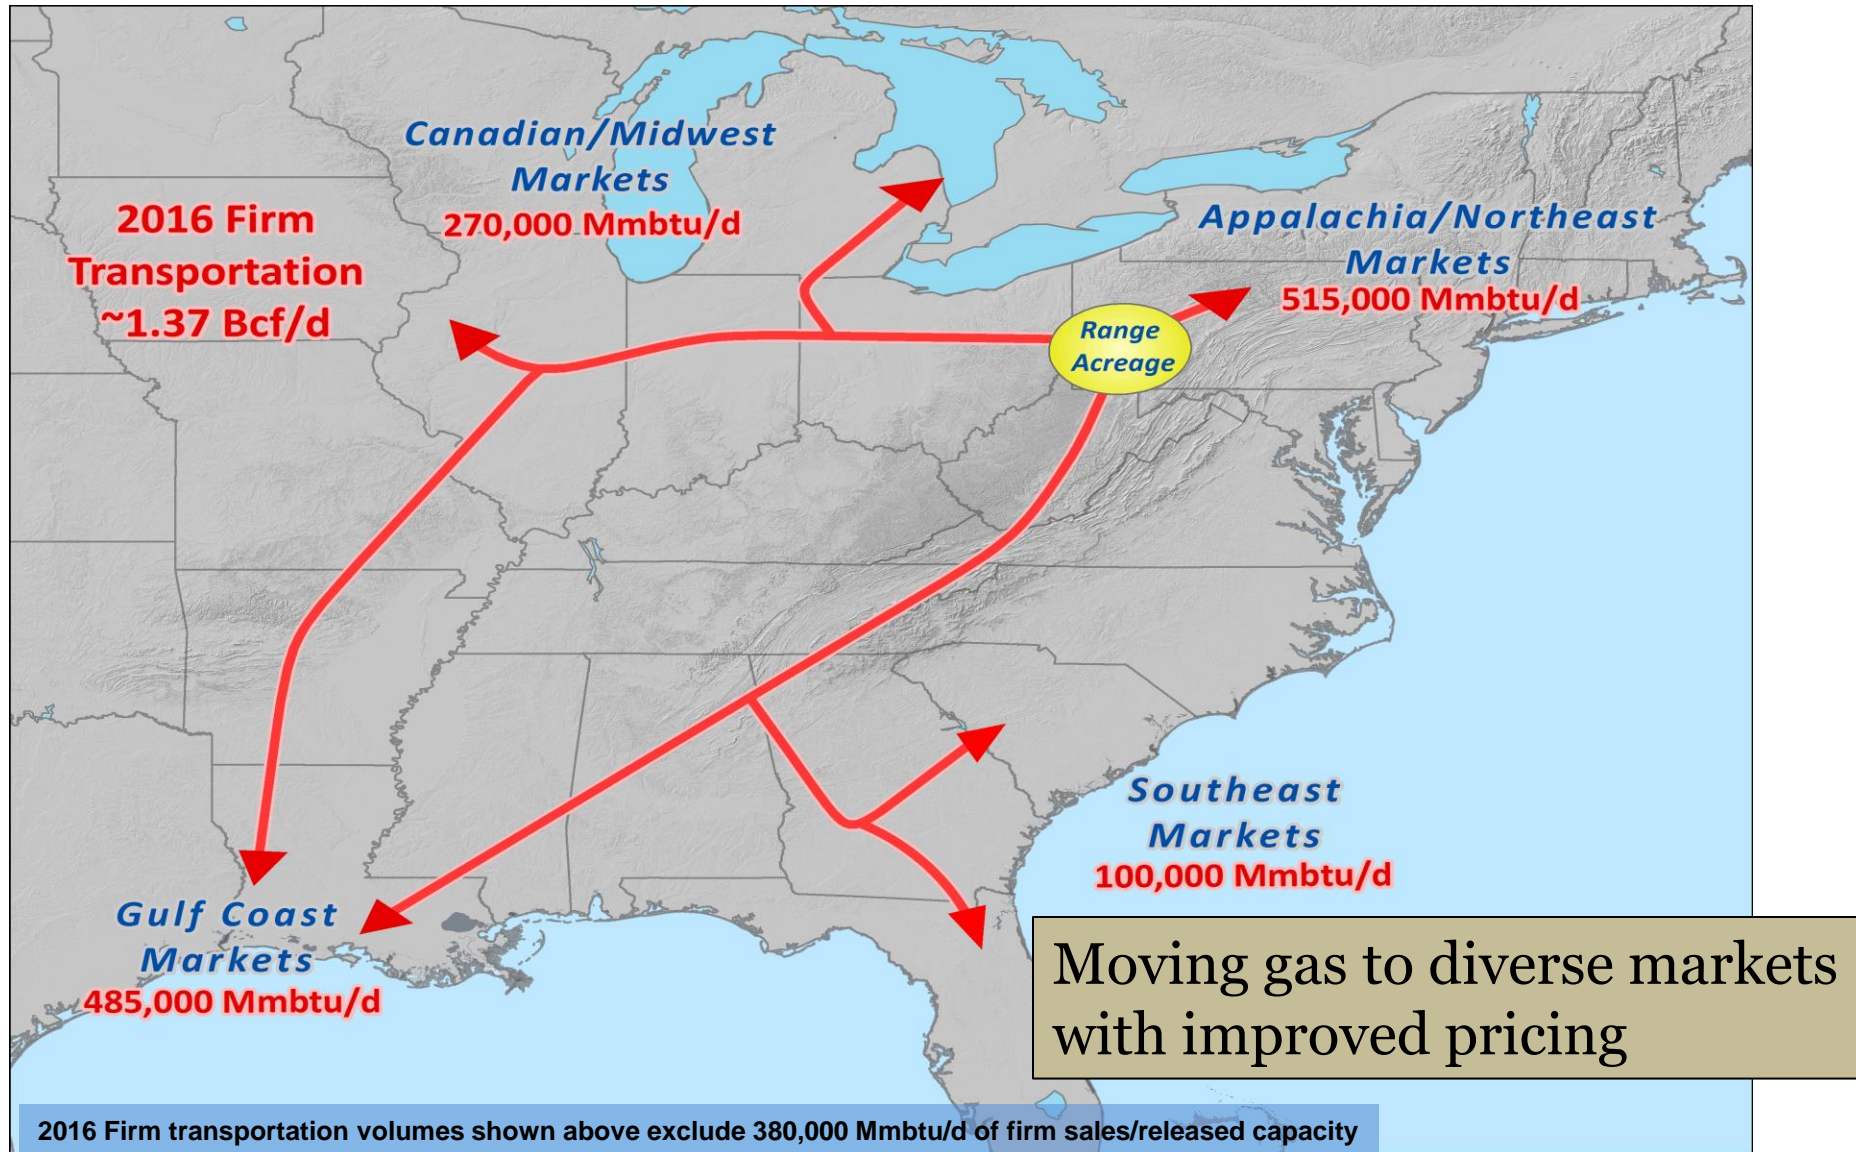 Canadian/Midwest
Markets
270,000 Mmbtu/d
2016 Firm
Transportation
~1.37 Bcf/d
Appalachia/Northeast
Markets
515,000 Mmbtu/d
Range
Acreage
Southeast
Markets
100,000 Mmbtu/d
Gulf Coast
Markets
485,000 Mmbtu/d
Moving gas to diverse markets
with improved pricing
2016 Firm transportation volumes shown above exclude 380,000 Mmbtu/d of firm sales/released capacity